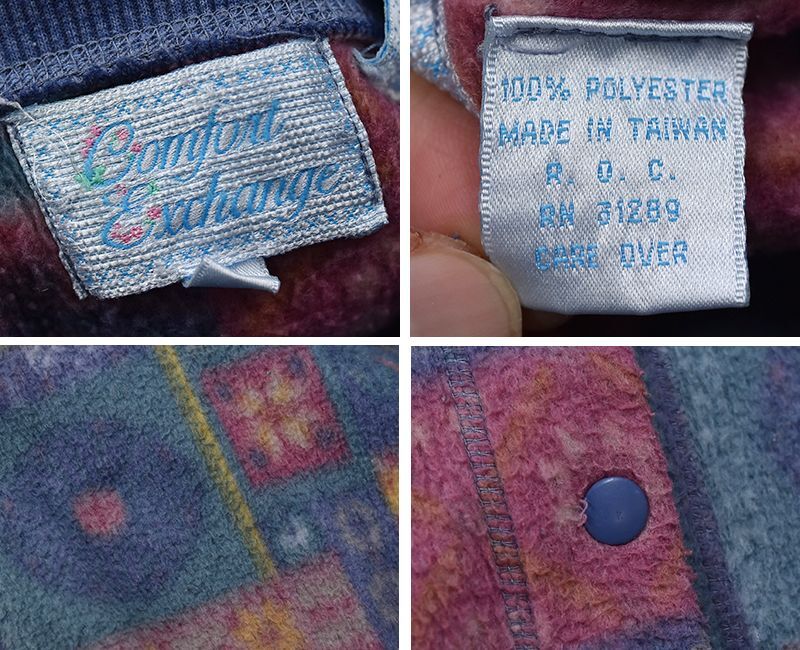 Comfort
Exchange
100% POLYESTER
MADE IN TAIWAN
R. O. C.
RN 31289
CARE OVER